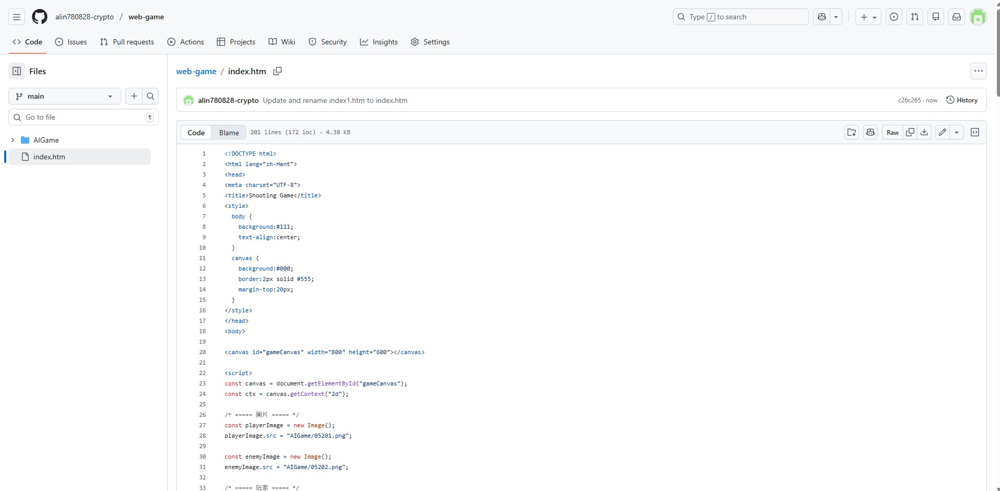 alin780828-crypto / web-game
Type / to search
Code Issues Pull requests Actions Projects Wiki Security Insights Settings
Files
main
Go to file t
AIGame
index.htm
web-game / index.htm
alin780828-crypto Update and rename index1.htm to index.htm
c26c265 · now History
Code Blame 201 lines (172 loc) · 4.38 KB
Raw
1 <!DOCTYPE html>
2 <html lang="zh-Hant">
3 <head>
4 <meta charset="UTF-8">
5 <title>Shooting Game</title>
6 <style>
7 body {
8 background:#111;
9 text-align:center;
10 }
11 canvas {
12 background:#000;
13 border:2px solid #555;
14 margin-top:20px;
15 }
16 </style>
17 </head>
18 <body>
19
20 <canvas id="gameCanvas" width="800" height="600"></canvas>
21
22 <script>
23 const canvas = document.getElementById("gameCanvas");
24 const ctx = canvas.getContext("2d");
25
26 /* ===== 圖片 ===== */
27 const playerImage = new Image();
28 playerImage.src = "AIGame/05201.png";
29
30 const enemyImage = new Image();
31 enemyImage.src = "AIGame/05202.png";
32
33 /* ===== 玩家 ===== */